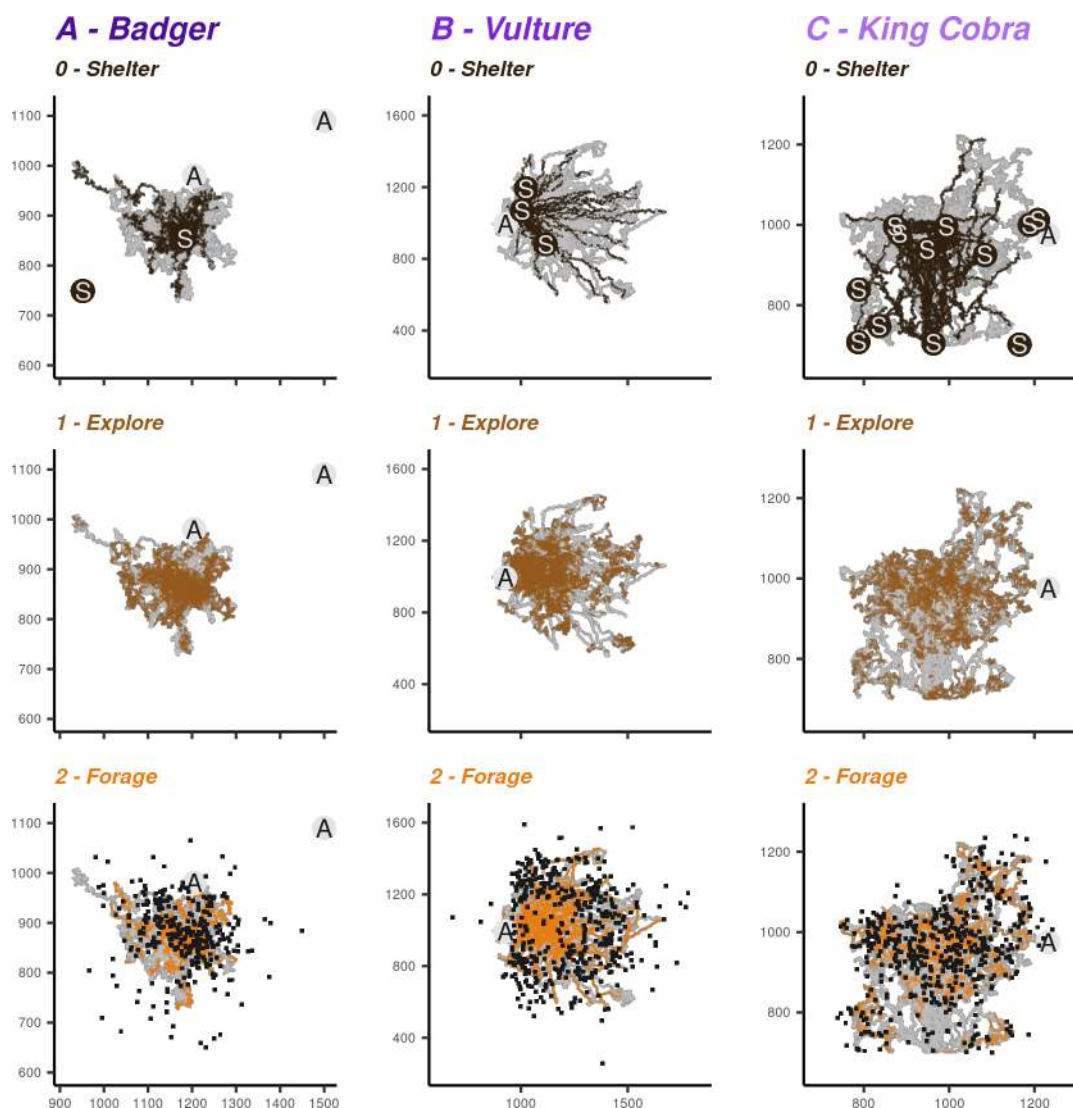 A - Badger B - Vulture C - King Cobra
0 - Shelter 0 - Shelter 0 - Shelter
1100 A 1600 1200
1000 A 1200 S S S S S S A
900 S A S S S S
800 S 800 S 800
700 S S S S
600 400
1 - Explore 1 - Explore 1 - Explore
1100 A 1600 1200
1000 A 1200 1000 A
900 A
800 800 800
700 400
600
2 - Forage 2 - Forage 2 - Forage
1100 A 1600 1200
1000 A 1200 1000 A
900 A
800 800 800
700 400
600
900 1000 1100 1200 1300 1400 1500 1000 1500 800 1000 1200